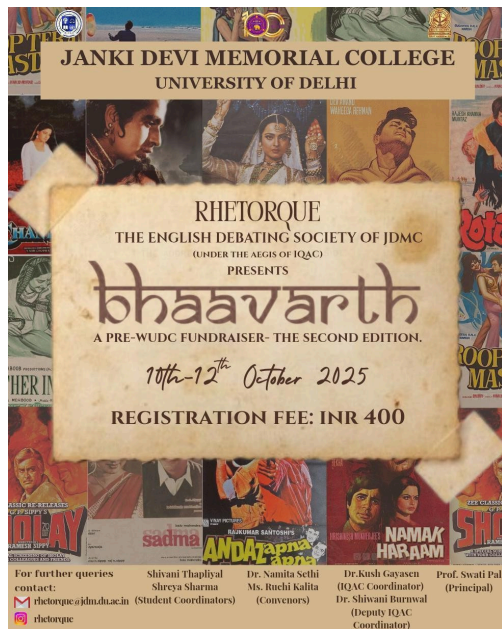 JANKI DEVI MEMORIAL COLLEGE
UNIVERSITY OF DELHI
RHETORQUE
THE ENGLISH DEBATING SOCIETY OF JDMC
(UNDER THE AEGIS OF IQAC)
PRESENTS
bhaavarth
A PRE-WUDC FUNDRAISER- THE SECOND EDITION.
10th-12th October 2025
REGISTRATION FEE: INR 400
sadma
RAJKUMAR SANTOSHI'S
ANDAZ apna apna
NAMAK
HARAAM
For further queries
contact:
rhetorque@jdm.du.ac.in
rhetorque
Shivani Thapliyal
Shreya Sharma
(Student Coordinators)
Dr. Namita Sethi
Ms. Ruchi Kalita
(Convenors)
Dr.Kush Gayasen
(IQAC Coordinator)
Dr. Shiwani Burnwal
(Deputy IQAC
Coordinator)
Prof. Swati Pal
(Principal)